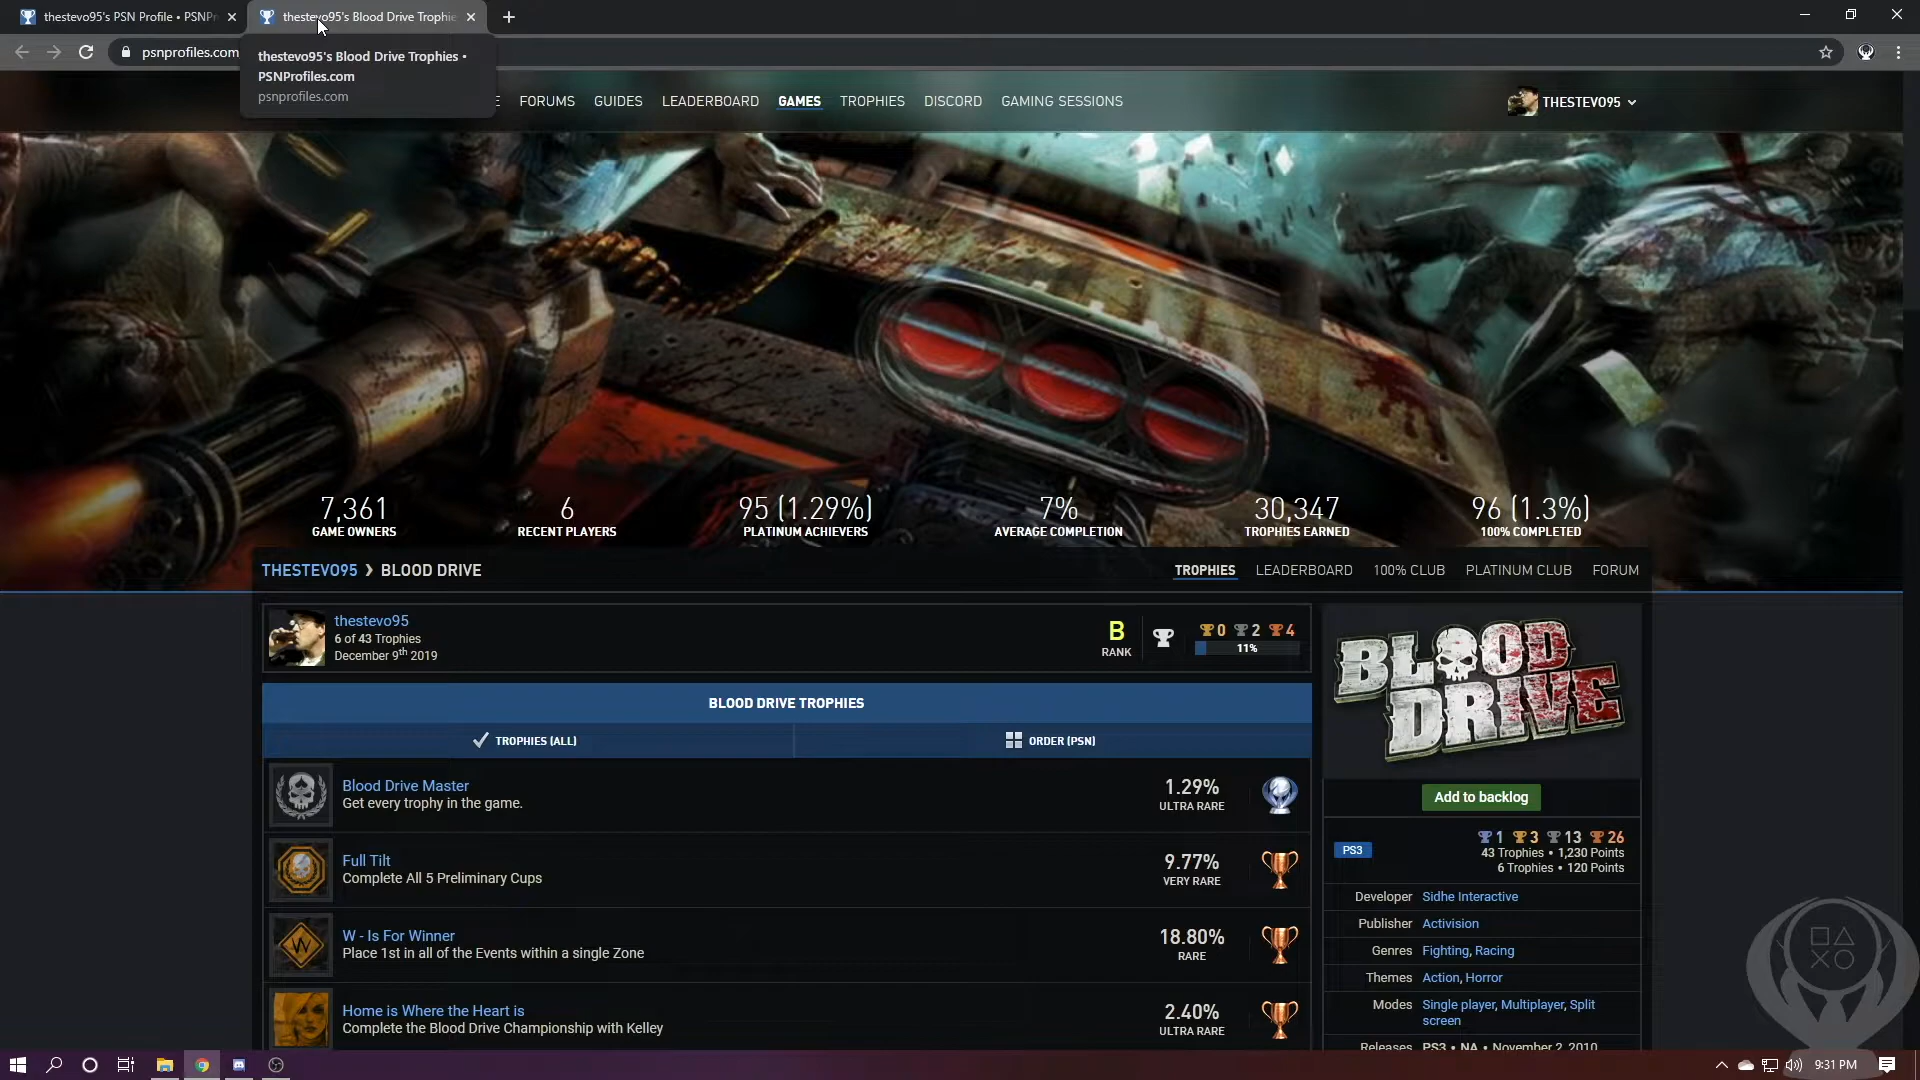 thestevo95's PSN Profile • PSNPr
thestevo95's Blood Drive Trophie
psnprofiles.com
thestevo95's Blood Drive Trophies •
PSNProfiles.com
psnprofiles.com
E FORUMS GUIDES LEADERBOARD GAMES TROPHIES DISCORD GAMING SESSIONS
THESTEVO95
7,361
GAME OWNERS
6
RECENT PLAYERS
95 (1.29%)
PLATINUM ACHIEVERS
7%
AVERAGE COMPLETION
30,347
TROPHIES EARNED
96 (1.3%)
100% COMPLETED
THESTEVO95 › BLOOD DRIVE
TROPHIES LEADERBOARD 100% CLUB PLATINUM CLUB FORUM
thestevo95
6 of 43 Trophies
December 9th 2019
B
RANK
0 2 4
11%
BLOOD DRIVE TROPHIES
TROPHIES (ALL)
ORDER (PSN)
Blood Drive Master
Get every trophy in the game.
1.29%
ULTRA RARE
Full Tilt
Complete All 5 Preliminary Cups
9.77%
VERY RARE
W
W - Is For Winner
Place 1st in all of the Events within a single Zone
18.80%
RARE
Home is Where the Heart is
Complete the Blood Drive Championship with Kelley
2.40%
ULTRA RARE
BLOOD
DRIVE
Add to backlog
PS3
1 3 13 26
43 Trophies • 1,230 Points
6 Trophies • 120 Points
Developer Sidhe Interactive
Publisher Activision
Genres Fighting, Racing
Themes Action, Horror
Modes Single player, Multiplayer, Split
screen
Releases PS3 • NA • November 2, 2010
9:31 PM